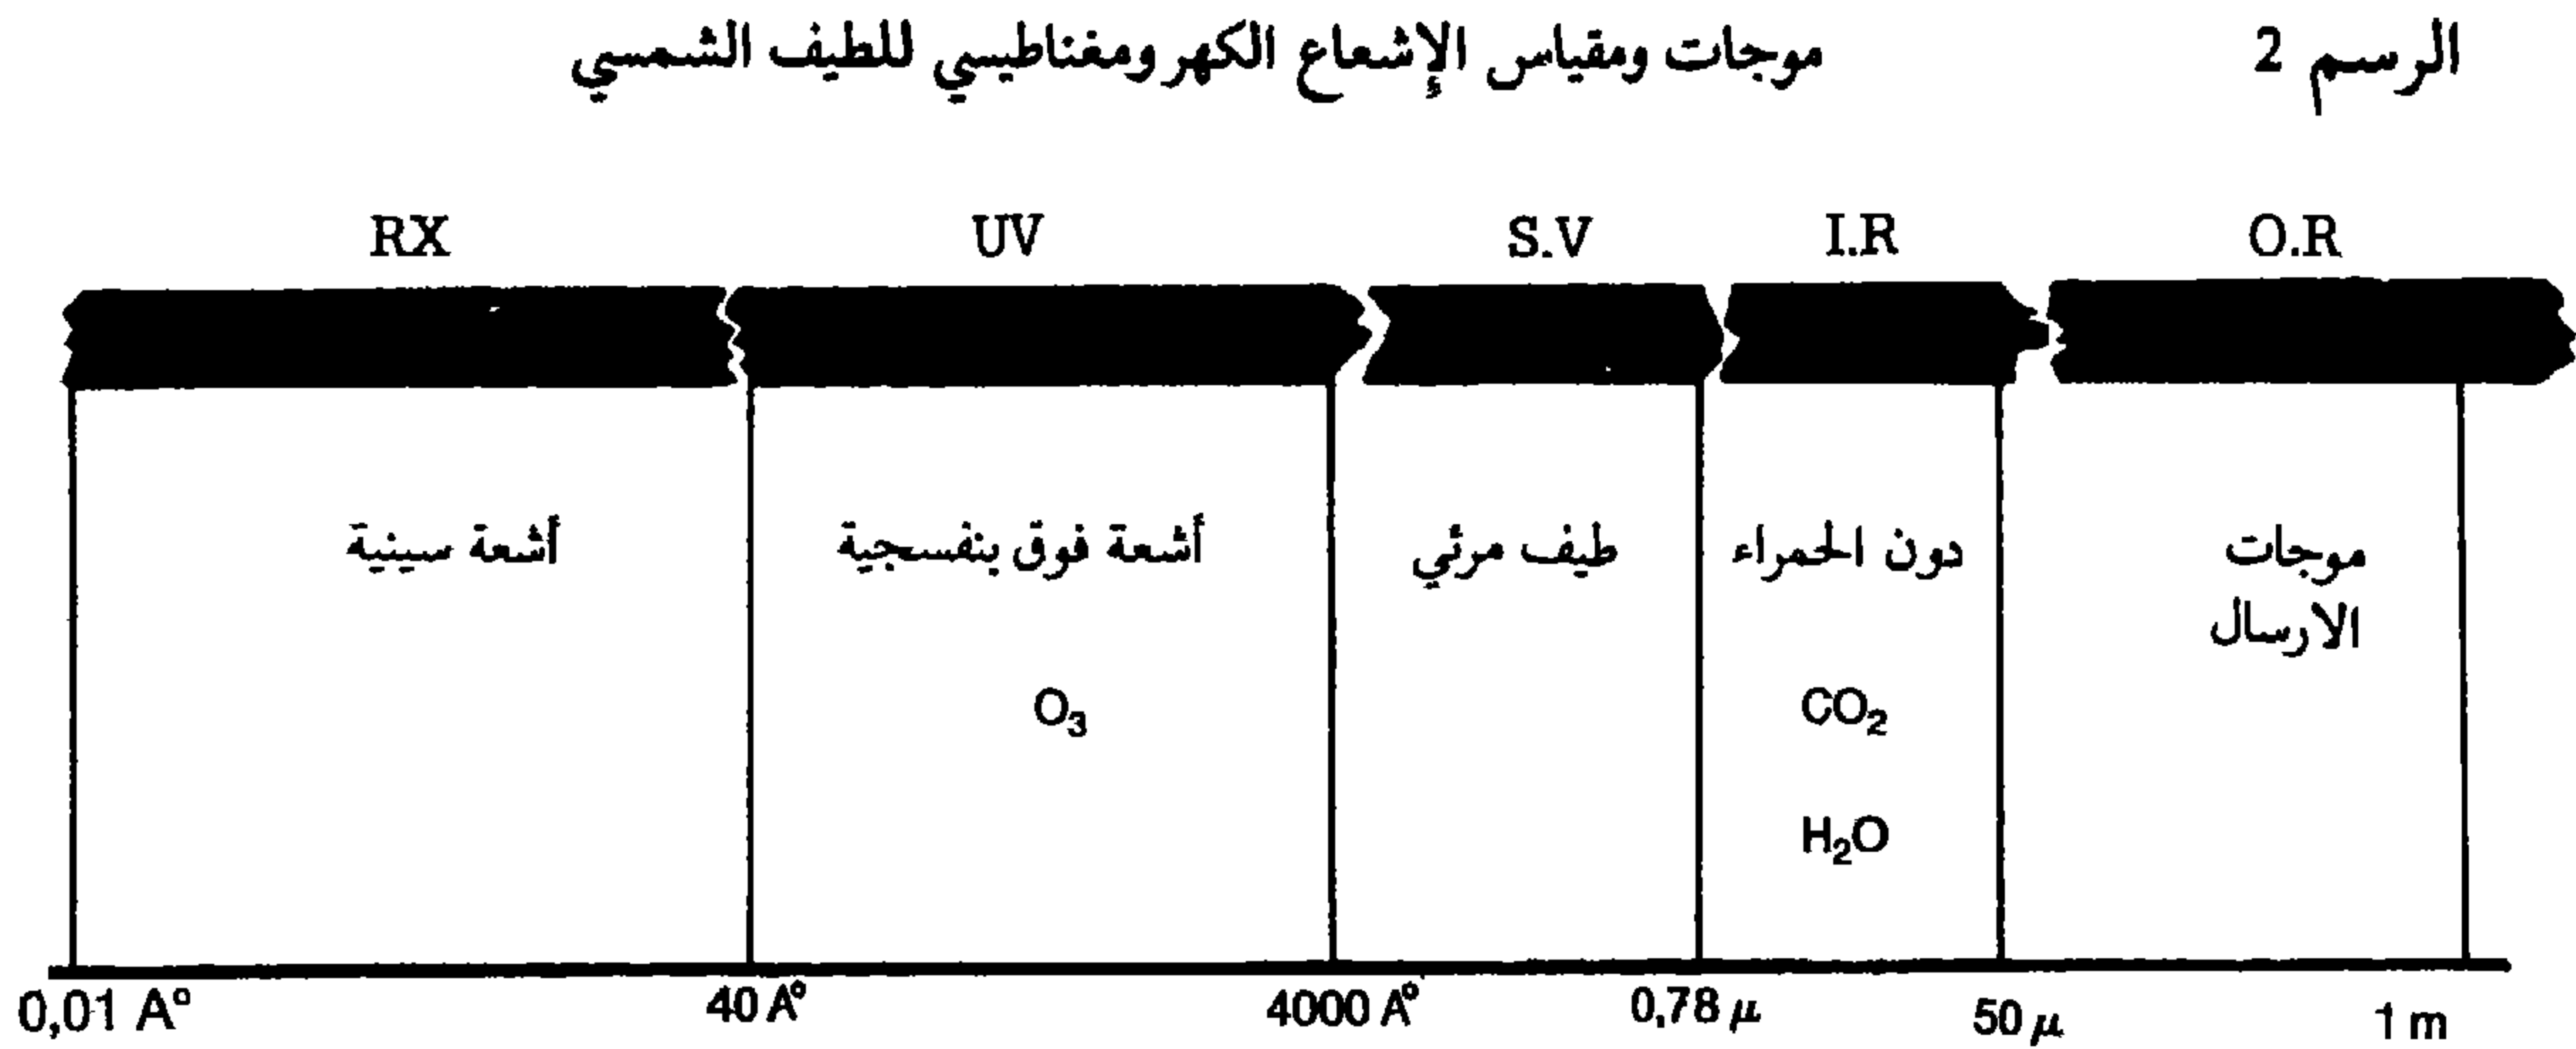 الرسم 2
موجات ومقياس الإشعاع الكهرومغناطيسي للطيف الشمسي
RX UV S.V I.R O.R
أشعة سينية
أشعة فوق بنفسجية
O₃
طيف مرئي
دون الحمراء
CO₂
H₂O
موجات
الارسال
0,01 A° 40 A° 4000 A° 0,78 μ 50 μ 1 m